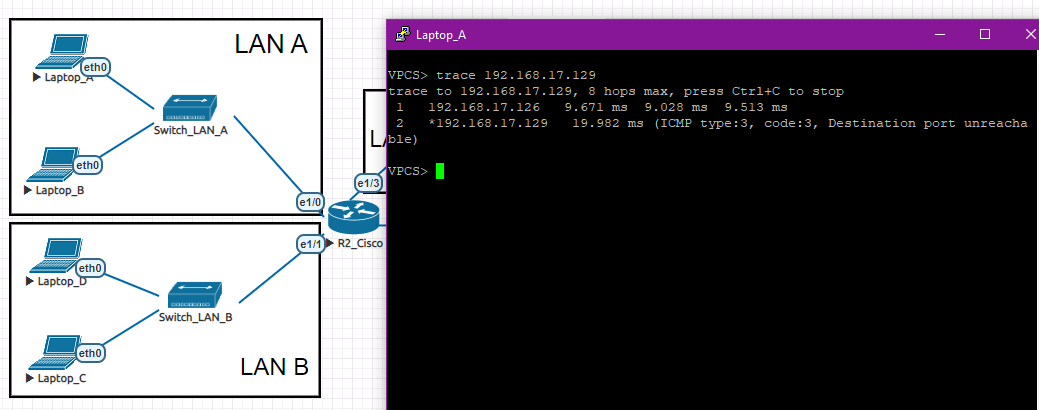 LAN A
eth0
Laptop_A
Switch_LAN_A
eth0
Laptop_B
e1/0
e1/3
e1/1
R2_Cisco
eth0
Laptop_D
Switch_LAN_B
eth0
Laptop_C
LAN B
Laptop_A
VPCS> trace 192.168.17.129
trace to 192.168.17.129, 8 hops max, press Ctrl+C to stop
1 192.168.17.126 9.671 ms 9.028 ms 9.513 ms
2 *192.168.17.129 19.982 ms (ICMP type:3, code:3, Destination port unreacha
ble)
VPCS>